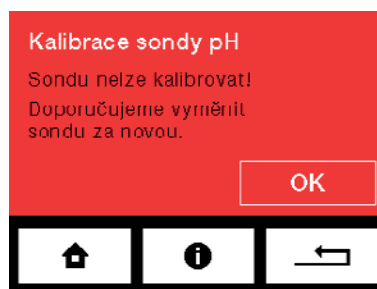 Kalibrace sondy pH
Sondu nelze kalibrovat!
Doporučujeme vyměnit
sondu za novou.
OK